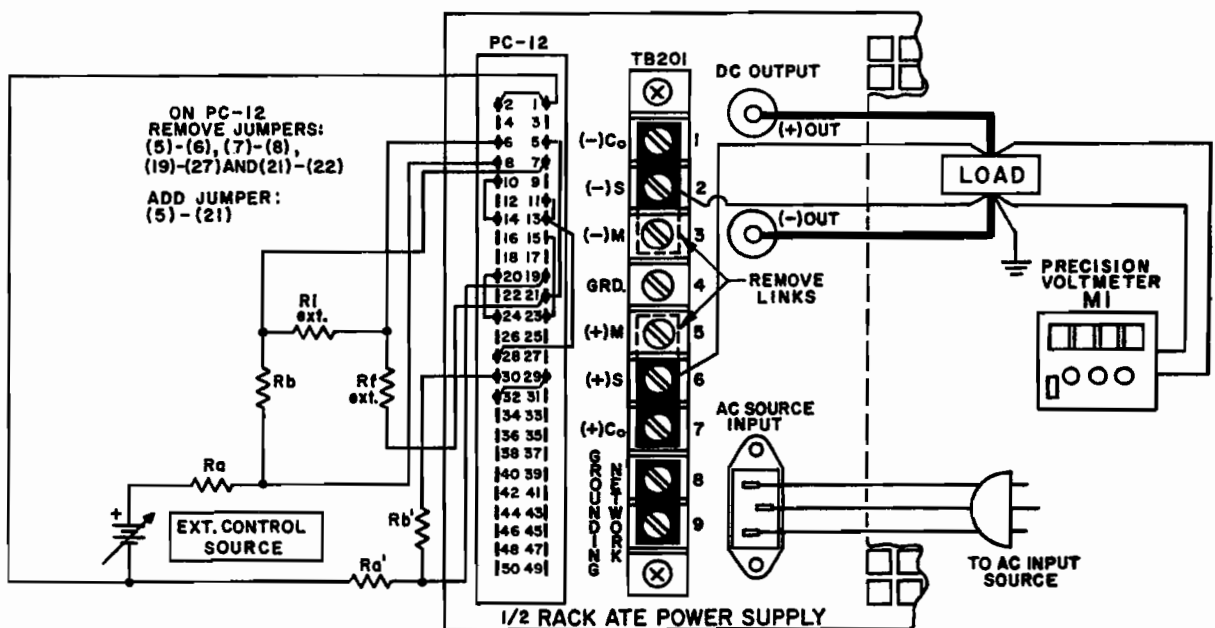 PC-12
TB201
DC OUTPUT
ON PC-12
REMOVE JUMPERS:
(5)-(6), (7)-(8),
(19)-(27) AND (21)-(22)
ADD JUMPER:
(5)-(21)
2 1
4 3
6 5
8 7
10 9
12 11
14 13
16 15
18 17
20 19
22 21
24 23
26 25
28 27
30 29
32 31
34 33
36 35
38 37
40 39
42 41
44 43
46 45
48 47
50 49
(-)Co 1
(-)S 2
(-)M 3
GRD. 4
(+)M 5
(+)S 6
(+)Co 7
8
9
GROUNDING
NETWORK
(+)OUT
LOAD
(-)OUT
REMOVE
LINKS
PRECISION
VOLTMETER
M1
AC SOURCE
INPUT
TO AC INPUT
SOURCE
Ri
ext.
Rb
Rf
ext.
Ra
+
EXT. CONTROL
SOURCE
Rb'
Ra'
1/2 RACK ATE POWER SUPPLY